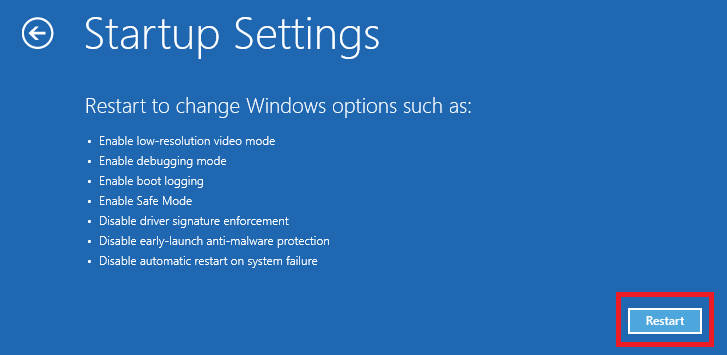 Startup Settings
Restart to change Windows options such as:
• Enable low-resolution video mode
• Enable debugging mode
• Enable boot logging
• Enable Safe Mode
• Disable driver signature enforcement
• Disable early-launch anti-malware protection
• Disable automatic restart on system failure
Restart